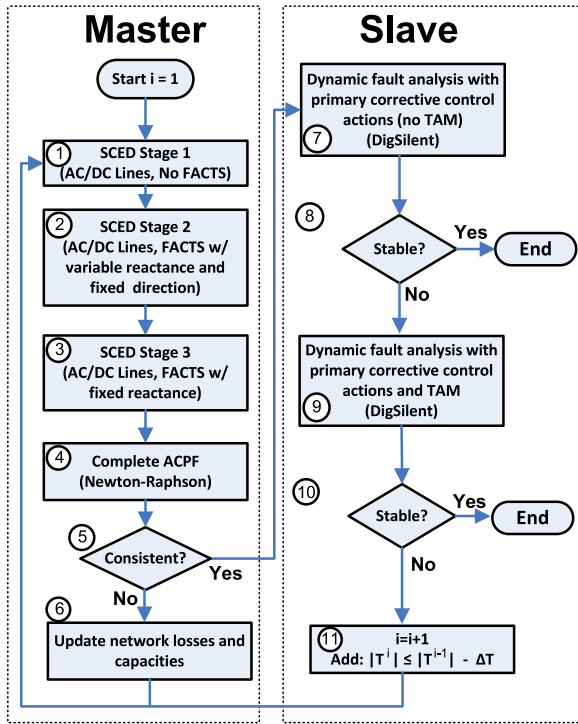 Master
Start i = 1
1
SCED Stage 1
(AC/DC Lines, No FACTS)
2
SCED Stage 2
(AC/DC Lines, FACTS w/
variable reactance and
fixed direction)
3
SCED Stage 3
(AC/DC Lines, FACTS w/
fixed reactance)
4
Complete ACPF
(Newton-Raphson)
5
Consistent?
Yes
No
6
Update network losses and
capacities
Slave
Dynamic fault analysis with
primary corrective control
actions (no TAM)
(DigSilent)
7
8
Stable?
Yes
End
No
Dynamic fault analysis with
primary corrective control
actions and TAM
(DigSilent)
9
10
Stable?
Yes
End
No
11
i=i+1
Add: |T^i| ≤ |T^i-1| - ΔT